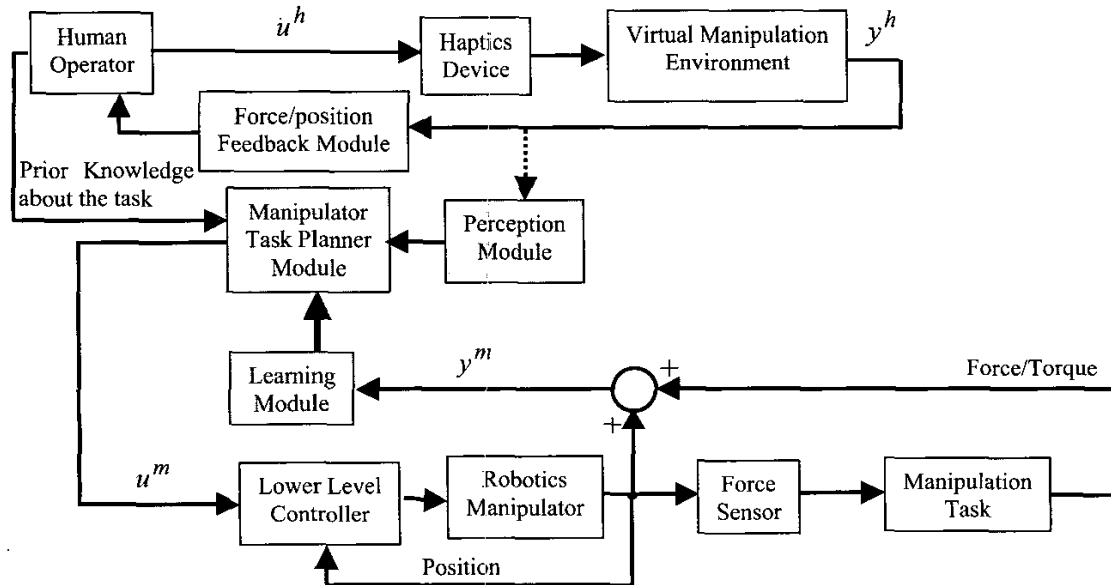 Human
Operator
u^h
Haptics
Device
Virtual Manipulation
Environment
y^h
Force/position
Feedback Module
Prior Knowledge
about the task
Manipulator
Task Planner
Module
Perception
Module
Learning
Module
y^m
+
+
Force/Torque
u^m
Lower Level
Controller
Robotics
Manipulator
Force
Sensor
Manipulation
Task
Position